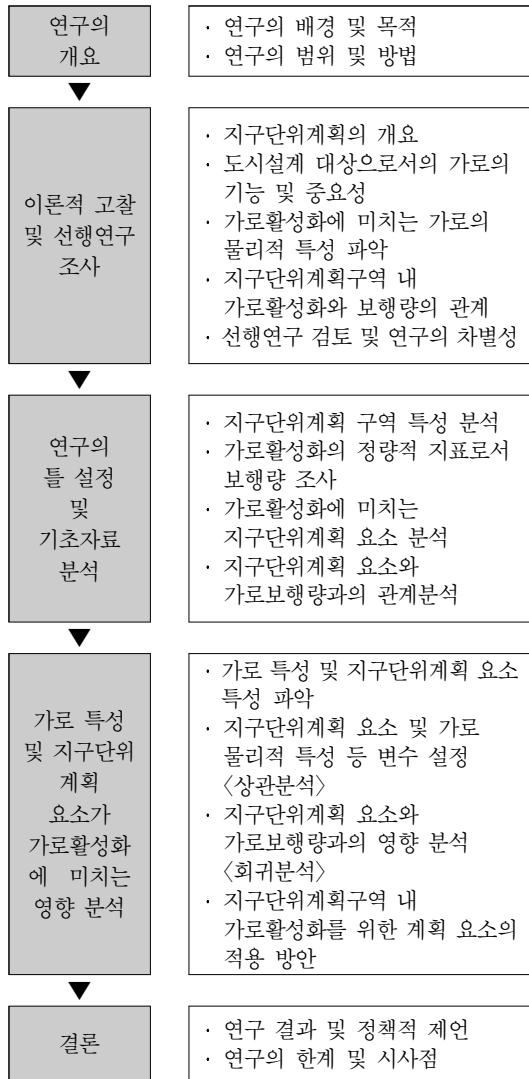 연구의
개요
· 연구의 배경 및 목적
· 연구의 범위 및 방법
▼
이론적 고찰
및 선행연구
조사
· 지구단위계획의 개요
· 도시설계 대상으로서의 가로의
기능 및 중요성
· 가로활성화에 미치는 가로의
물리적 특성 파악
· 지구단위계획구역 내
가로활성화와 보행량의 관계
· 선행연구 검토 및 연구의 차별성
▼
연구의
틀 설정
및
기초자료
분석
· 지구단위계획 구역 특성 분석
· 가로활성화의 정량적 지표로서
보행량 조사
· 가로활성화에 미치는
지구단위계획 요소 분석
· 지구단위계획 요소와
가로보행량과의 관계분석
▼
가로 특성
및 지구단위
계획
요소가
가로활성화
에 미치는
영향 분석
· 가로 특성 및 지구단위계획 요소
특성 파악
· 지구단위계획 요소 및 가로
물리적 특성 등 변수 설정
〈상관분석〉
· 지구단위계획 요소와
가로보행량과의 영향 분석
〈회귀분석〉
· 지구단위계획구역 내
가로활성화를 위한 계획 요소의
적용 방안
▼
결론
· 연구 결과 및 정책적 제언
· 연구의 한계 및 시사점